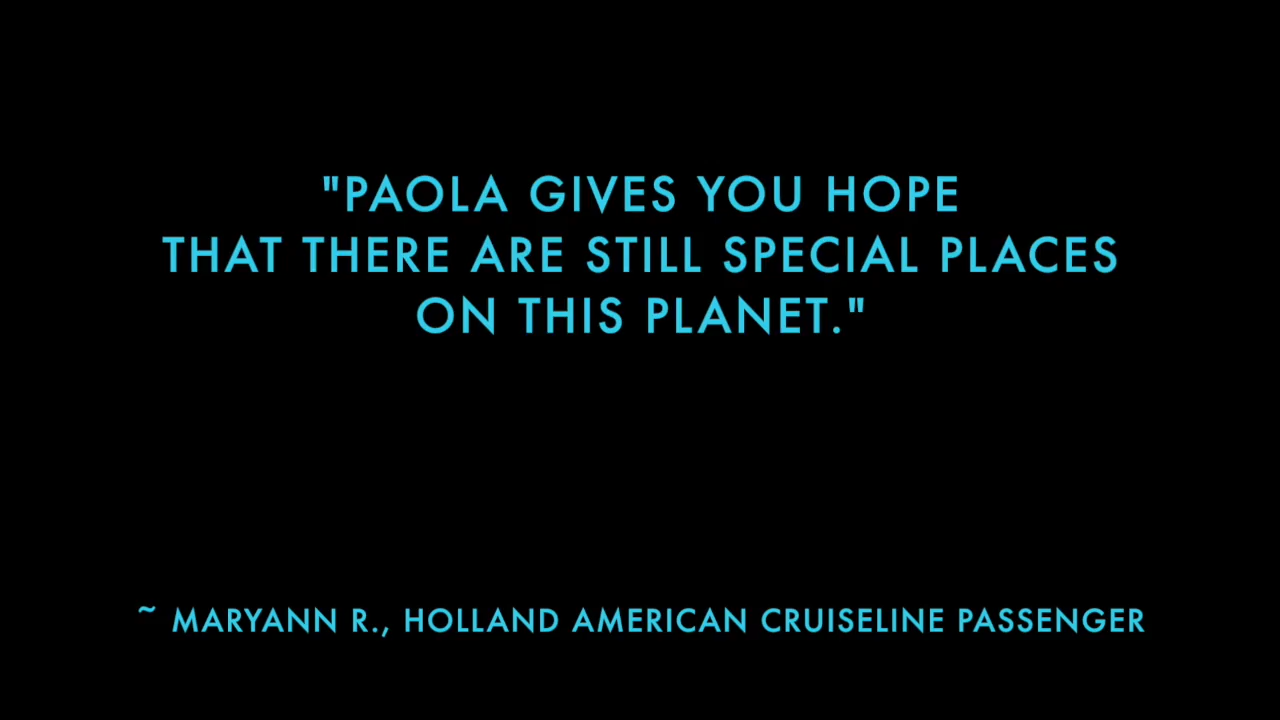 "PAOLA GIVES YOU HOPE
THAT THERE ARE STILL SPECIAL PLACES
ON THIS PLANET."
~ MARYANN R., HOLLAND AMERICAN CRUISELINE PASSENGER